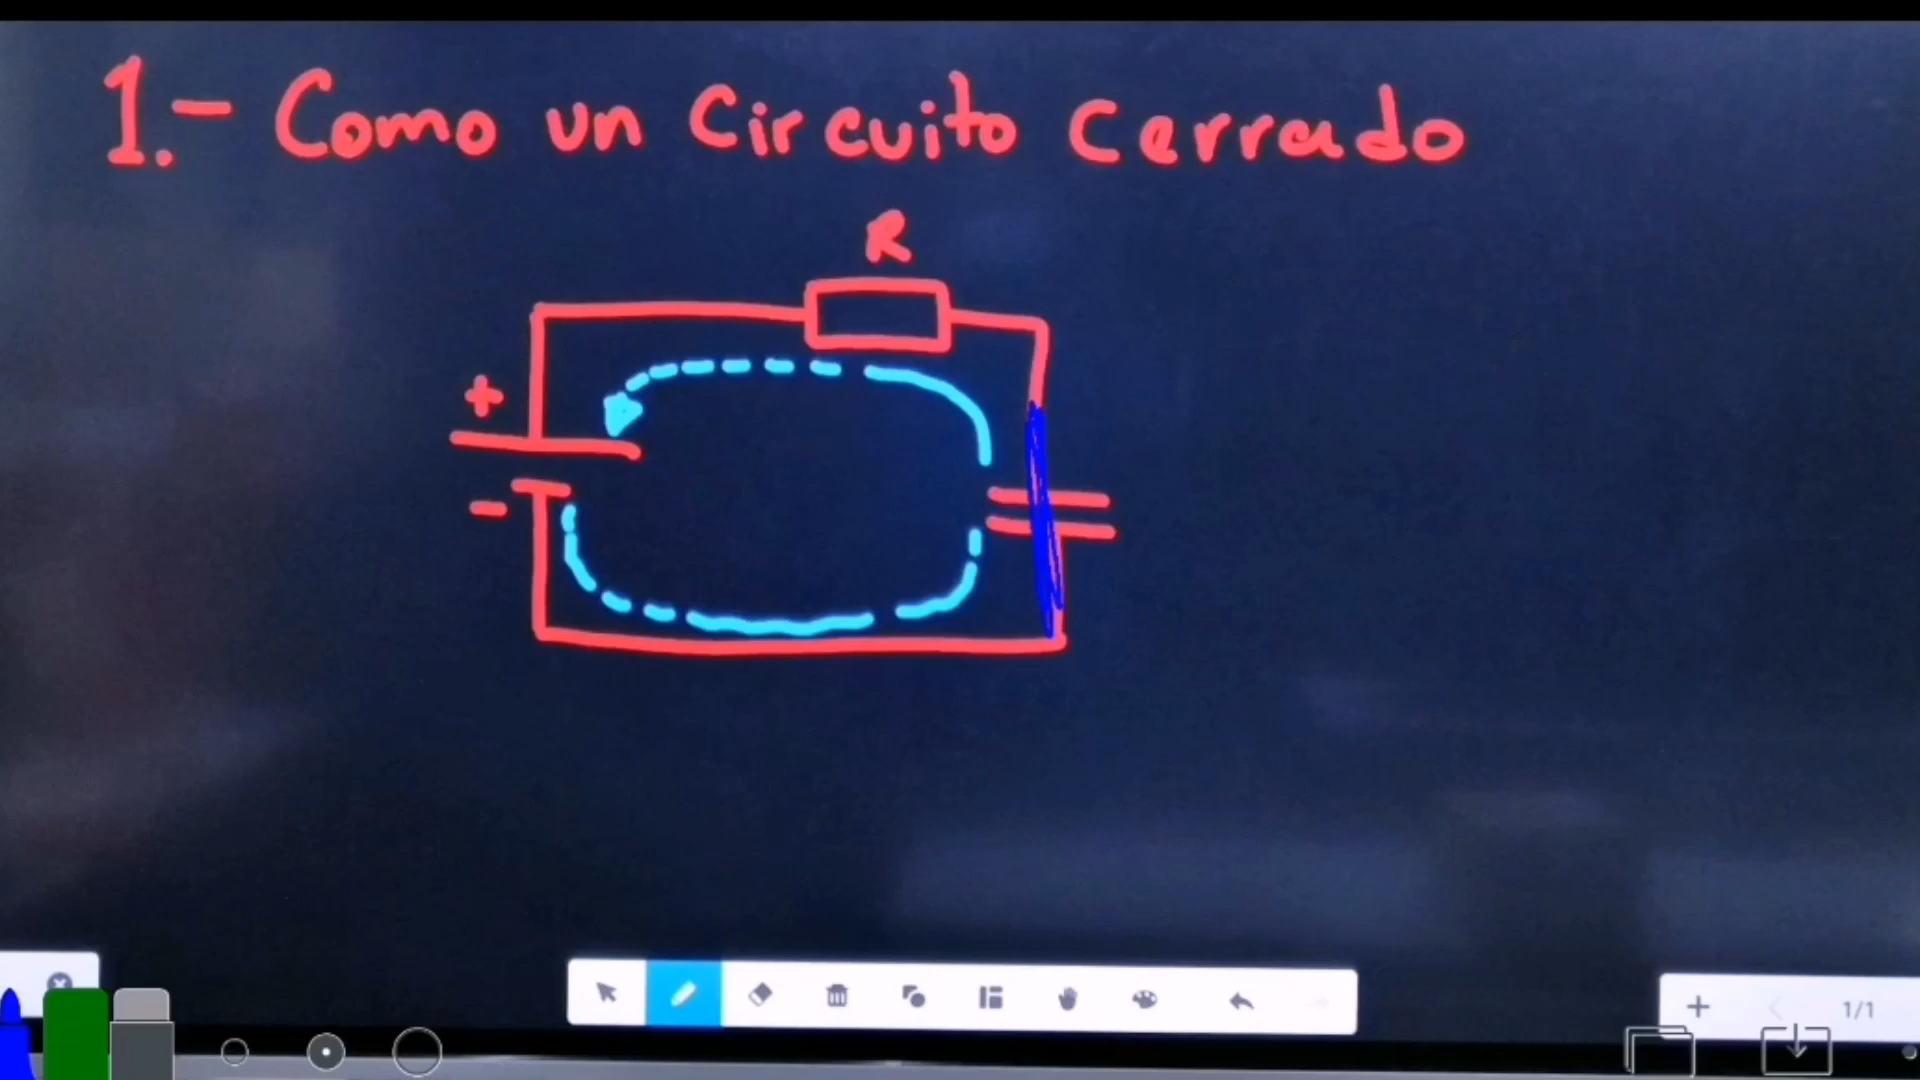 1.- Como un Circuito Cerrado
R
+
-
1/1